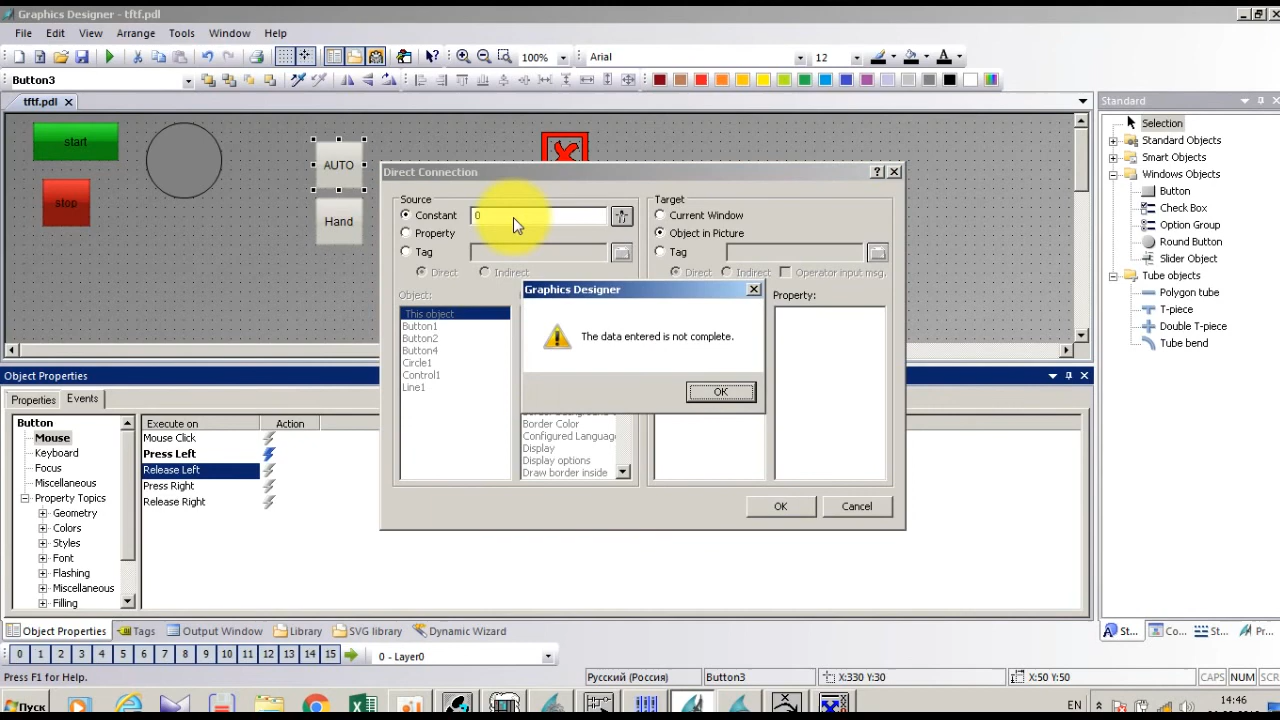 Graphics Designer - tftf.pdl
File Edit View Arrange Tools Window Help
100% Arial 12
Button3
tftf.pdl
Standard
start
stop
AUTO
Hand
Selection
Standard Objects
Smart Objects
Windows Objects
Button
Check Box
Option Group
Round Button
Slider Object
Tube objects
Polygon tube
T-piece
Double T-piece
Tube bend
Direct Connection
Source
Constant 0
Property
Tag
Direct Indirect
Object:
This object
Button1
Button2
Button4
Circle1
Control1
Line1
Border Color
Configured Language
Display
Display options
Draw border inside
Target
Current Window
Object in Picture
Tag
Direct Indirect Operator input msg.
Property:
OK Cancel
Graphics Designer
The data entered is not complete.
OK
Object Properties
Properties Events
Button
Mouse
Keyboard
Focus
Miscellaneous
Property Topics
Geometry
Colors
Styles
Font
Flashing
Miscellaneous
Filling
Execute on Action
Mouse Click
Press Left
Release Left
Press Right
Release Right
Object Properties Tags Output Window Library SVG library Dynamic Wizard
St... Co... St... Pr...
0 1 2 3 4 5 6 7 8 9 10 11 12 13 14 15 0 - Layer0
Press F1 for Help. Русский (Россия) Button3 X:330 Y:30 X:50 Y:50 CAPS NUM SCR
Пуск EN 14:46